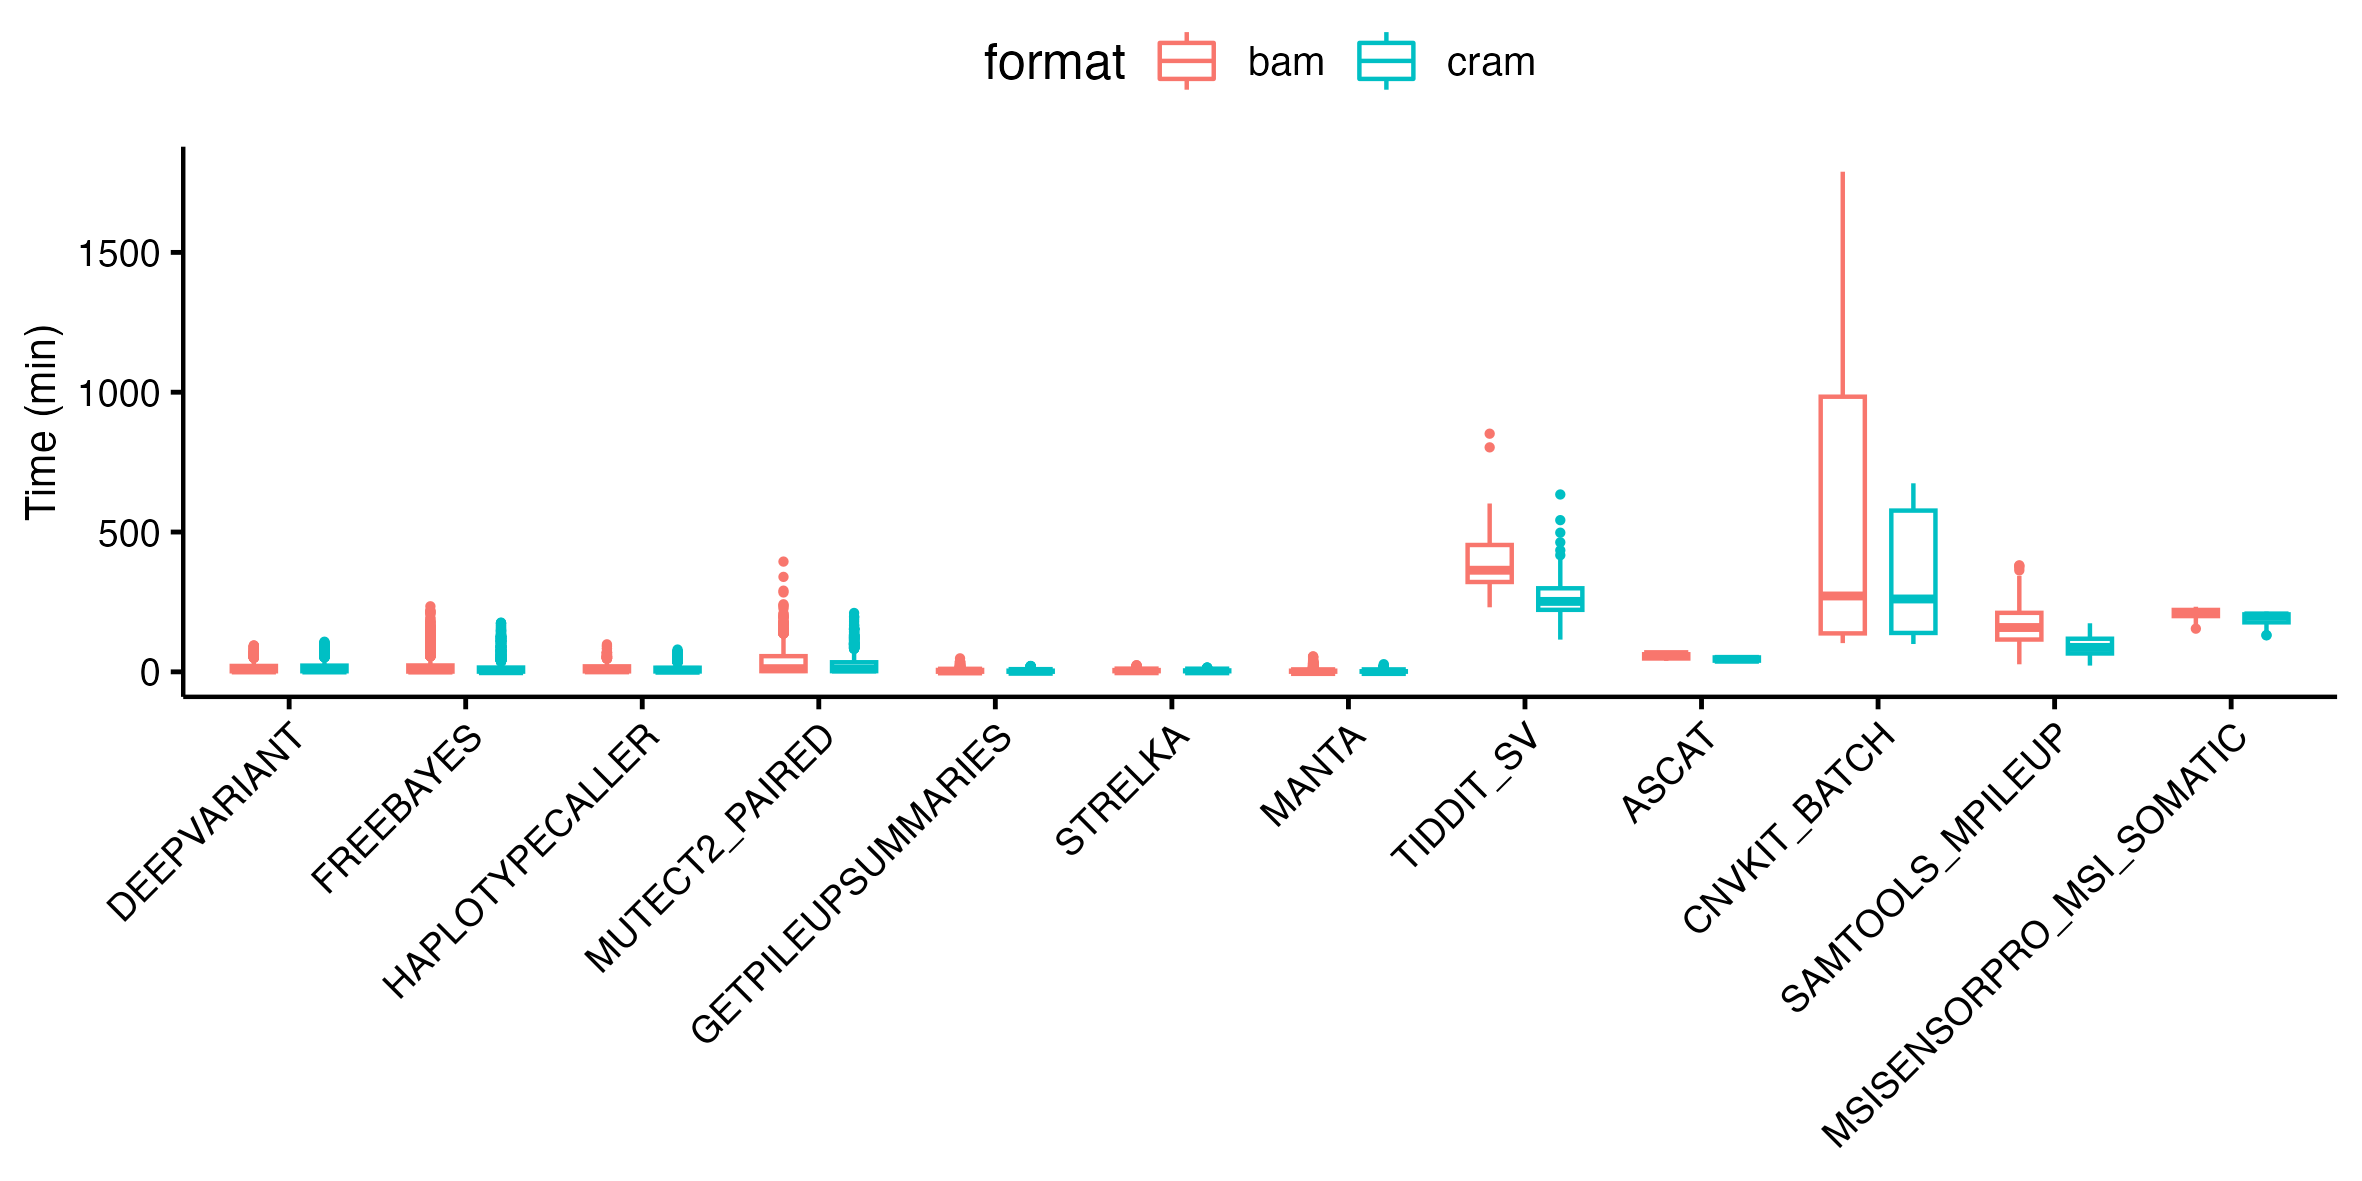 format bam cram
Time (min)
1500
1000
500
0
DEEPVARIANT
FREEBAYES
HAPLOTYPECALLER
MUTECT2_PAIRED
GETPILEUPSUMMARIES
STRELKA
MANTA
TIDDIT_SV
ASCAT
CNVKIT_BATCH
SAMTOOLS_MPILEUP
MSISENSORPRO_MSI_SOMATIC